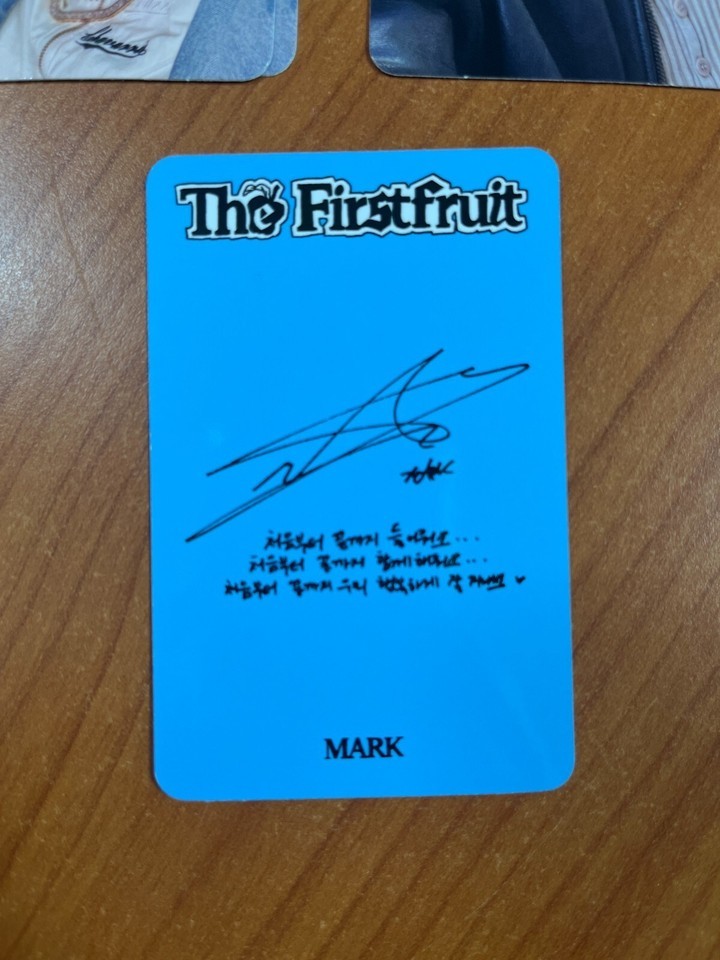 The Firstfruit
처음부터 끝까지 들어줘요...
처음부터 끝까지 함께해줘요...
처음부터 끝까지 우리 행복하게 잘 지내요 ♥
MARK